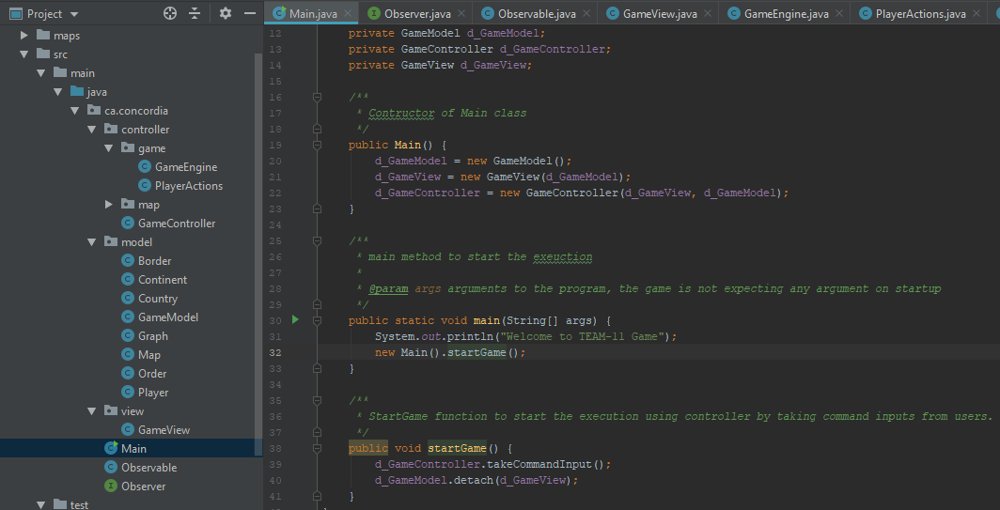 Project
maps
src
main
java
ca.concordia
controller
game
GameEngine
PlayerActions
map
GameController
model
Border
Continent
Country
GameModel
Graph
Map
Order
Player
view
GameView
Main
Observable
Observer
test
Main.java Observer.java Observable.java GameView.java GameEngine.java PlayerActions.java
12 private GameModel d_GameModel;
13 private GameController d_GameController;
14 private GameView d_GameView;
15
16 /**
17 * Contructor of Main class
18 */
19 public Main() {
20 d_GameModel = new GameModel();
21 d_GameView = new GameView(d_GameModel);
22 d_GameController = new GameController(d_GameView, d_GameModel);
23 }
24
25 /**
26 * main method to start the exeuction
27 *
28 * @param args arguments to the program, the game is not expecting any argument on startup
29 */
30 public static void main(String[] args) {
31 System.out.println("Welcome to TEAM-11 Game");
32 new Main().startGame();
33 }
34
35 /**
36 * StartGame function to start the execution using controller by taking command inputs from users.
37 */
38 public void startGame() {
39 d_GameController.takeCommandInput();
40 d_GameModel.detach(d_GameView);
41 }